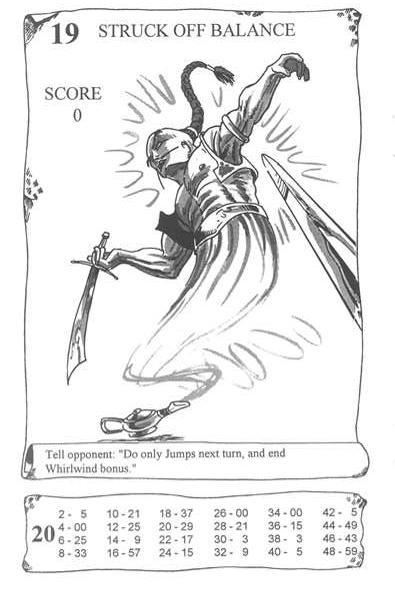 19 STRUCK OFF BALANCE
SCORE
0
Tell opponent: "Do only Jumps next turn, and end
Whirlwind bonus."
20
2 - 5 10 - 21 18 - 37 26 - 00 34 - 00 42 - 5
4 - 00 12 - 25 20 - 29 28 - 21 36 - 15 44 - 49
6 - 25 14 - 9 22 - 17 30 - 3 38 - 3 46 - 43
8 - 33 16 - 57 24 - 15 32 - 9 40 - 5 48 - 59